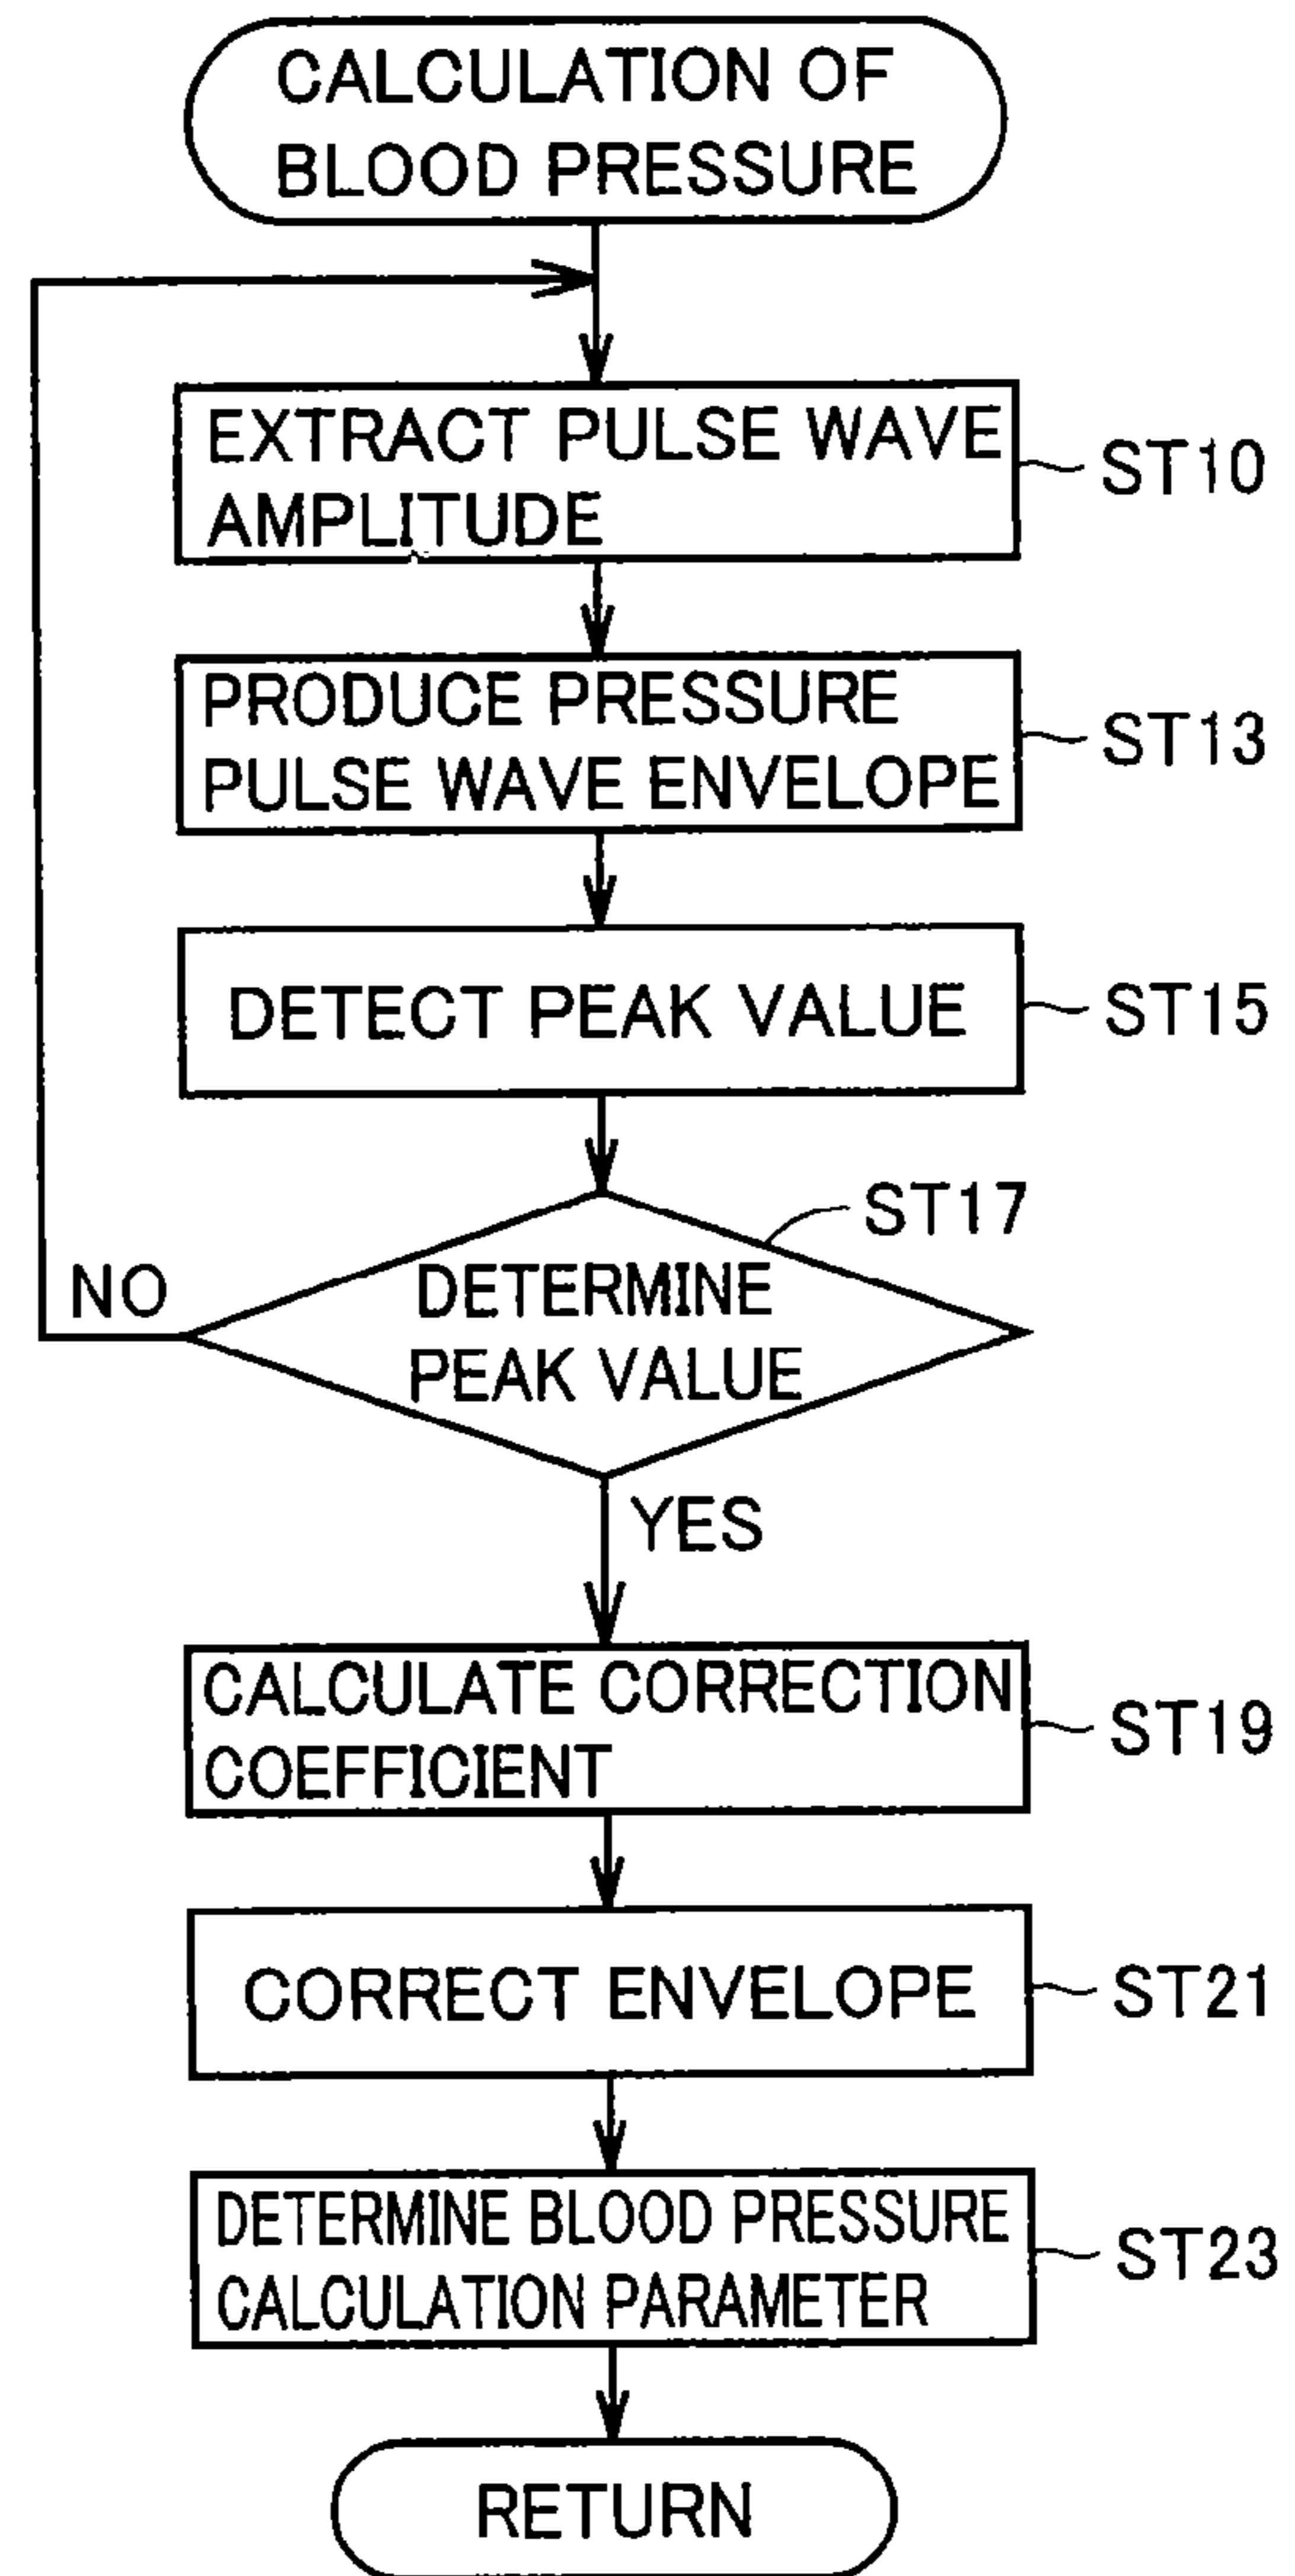 CALCULATION OF
BLOOD PRESSURE
EXTRACT PULSE WAVE
AMPLITUDE
ST10
PRODUCE PRESSURE
PULSE WAVE ENVELOPE
ST13
DETECT PEAK VALUE
ST15
ST17
DETERMINE
PEAK VALUE
NO
YES
CALCULATE CORRECTION
COEFFICIENT
ST19
CORRECT ENVELOPE
ST21
DETERMINE BLOOD PRESSURE
CALCULATION PARAMETER
ST23
RETURN